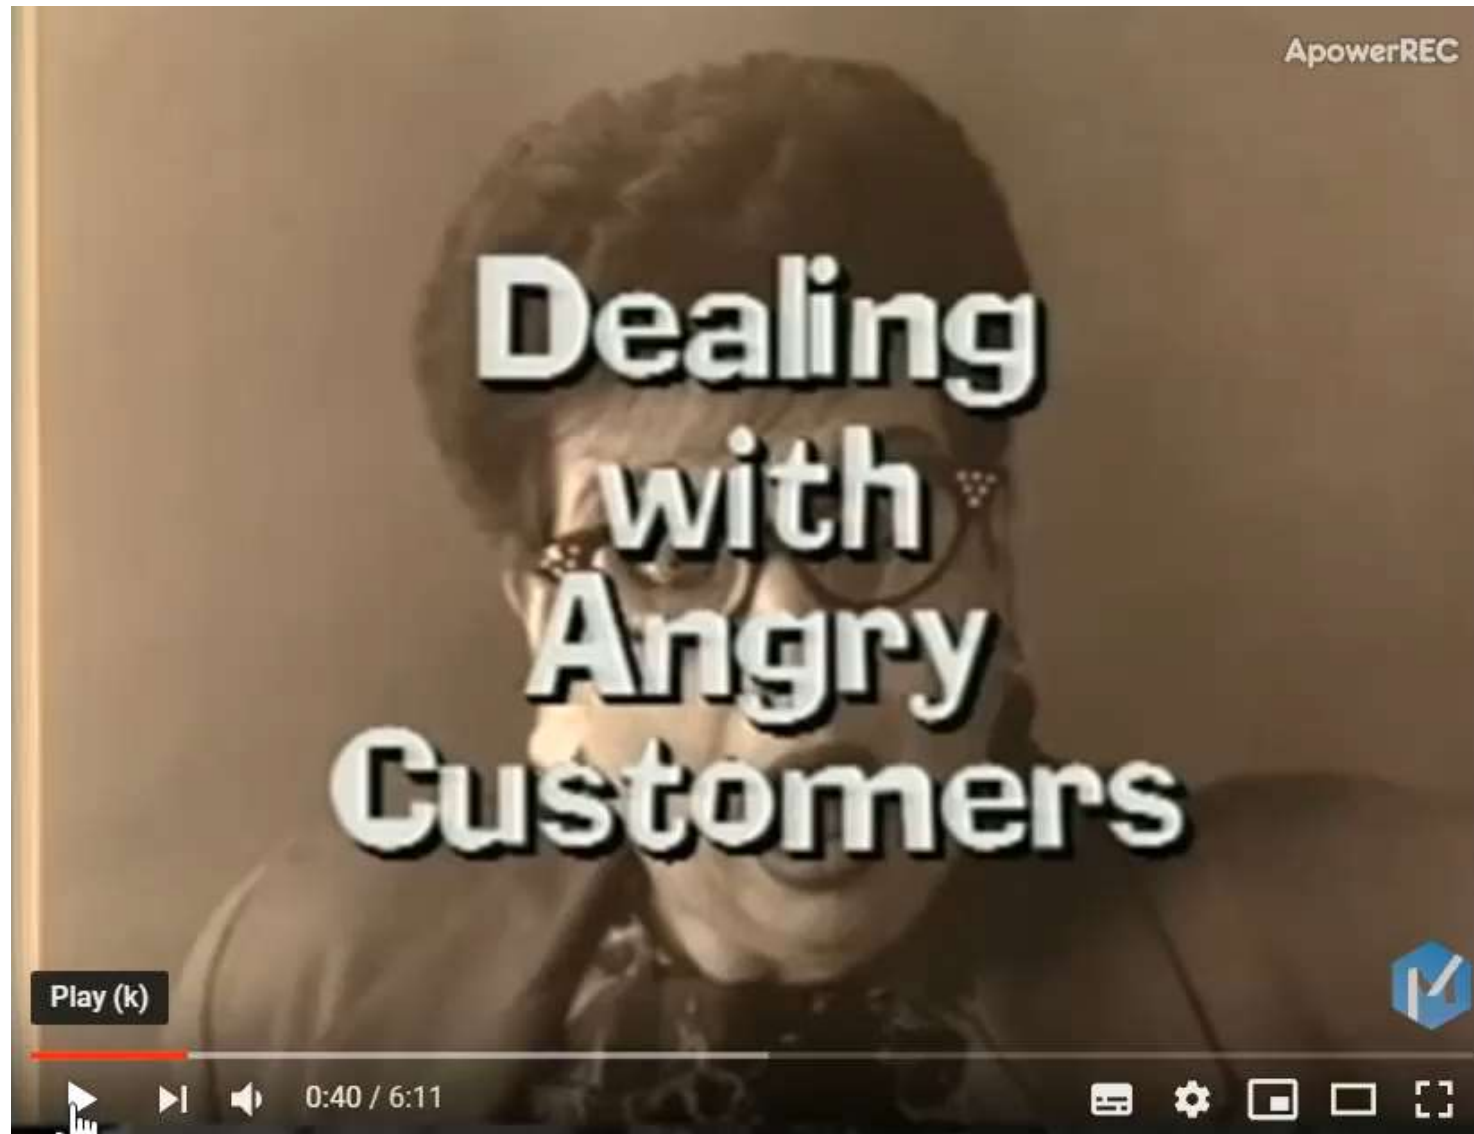 ApowerREC
Dealing
with
Angry
Customers
Play (k)
0:40 / 6:11